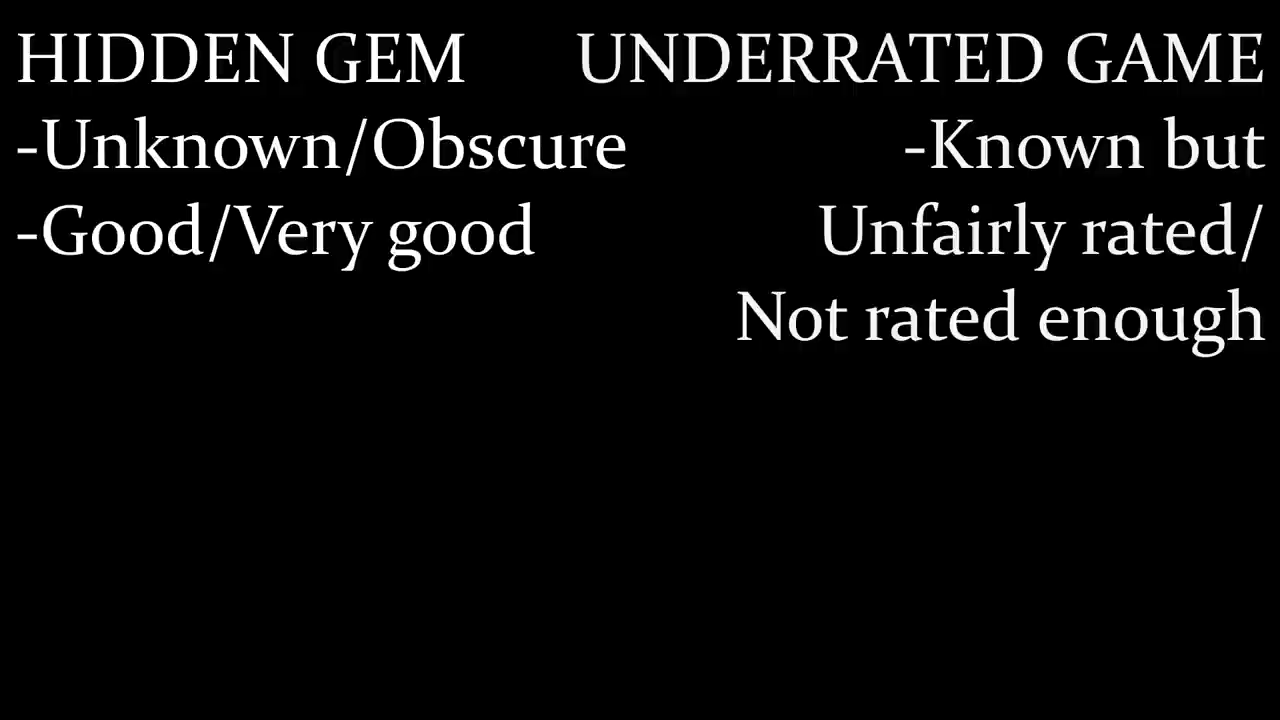 HIDDEN GEM
-Unknown/Obscure
-Good/Very good
UNDERRATED GAME
-Known but
Unfairly rated/
Not rated enough